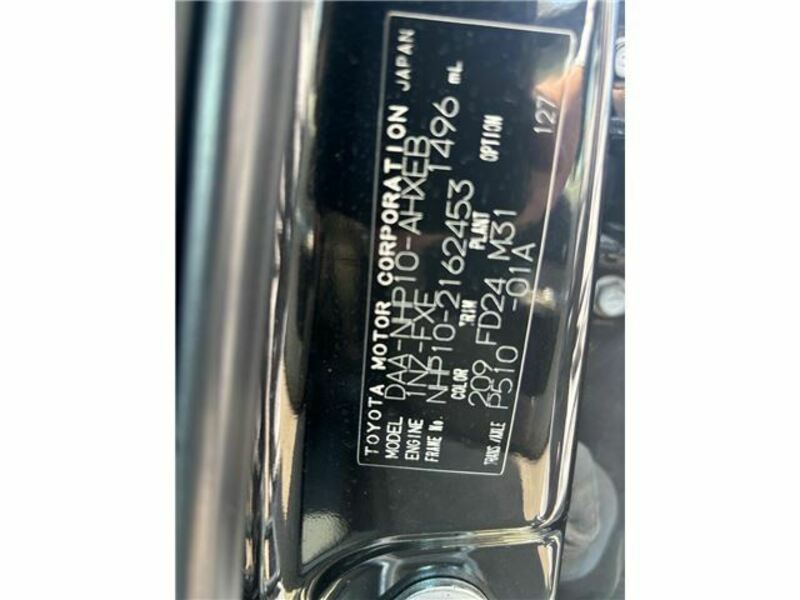 TOYOTA MOTOR CORPORATION JAPAN
MODEL DAA-NHP10-AHXEB
ENGINE 1NZ-FXE 1496 mL
FRAME No. NHP10-2162453
COLOR TRIM PLANT OPTION
209 FD24 M31 127
TRANS/AXLE P510 -01A